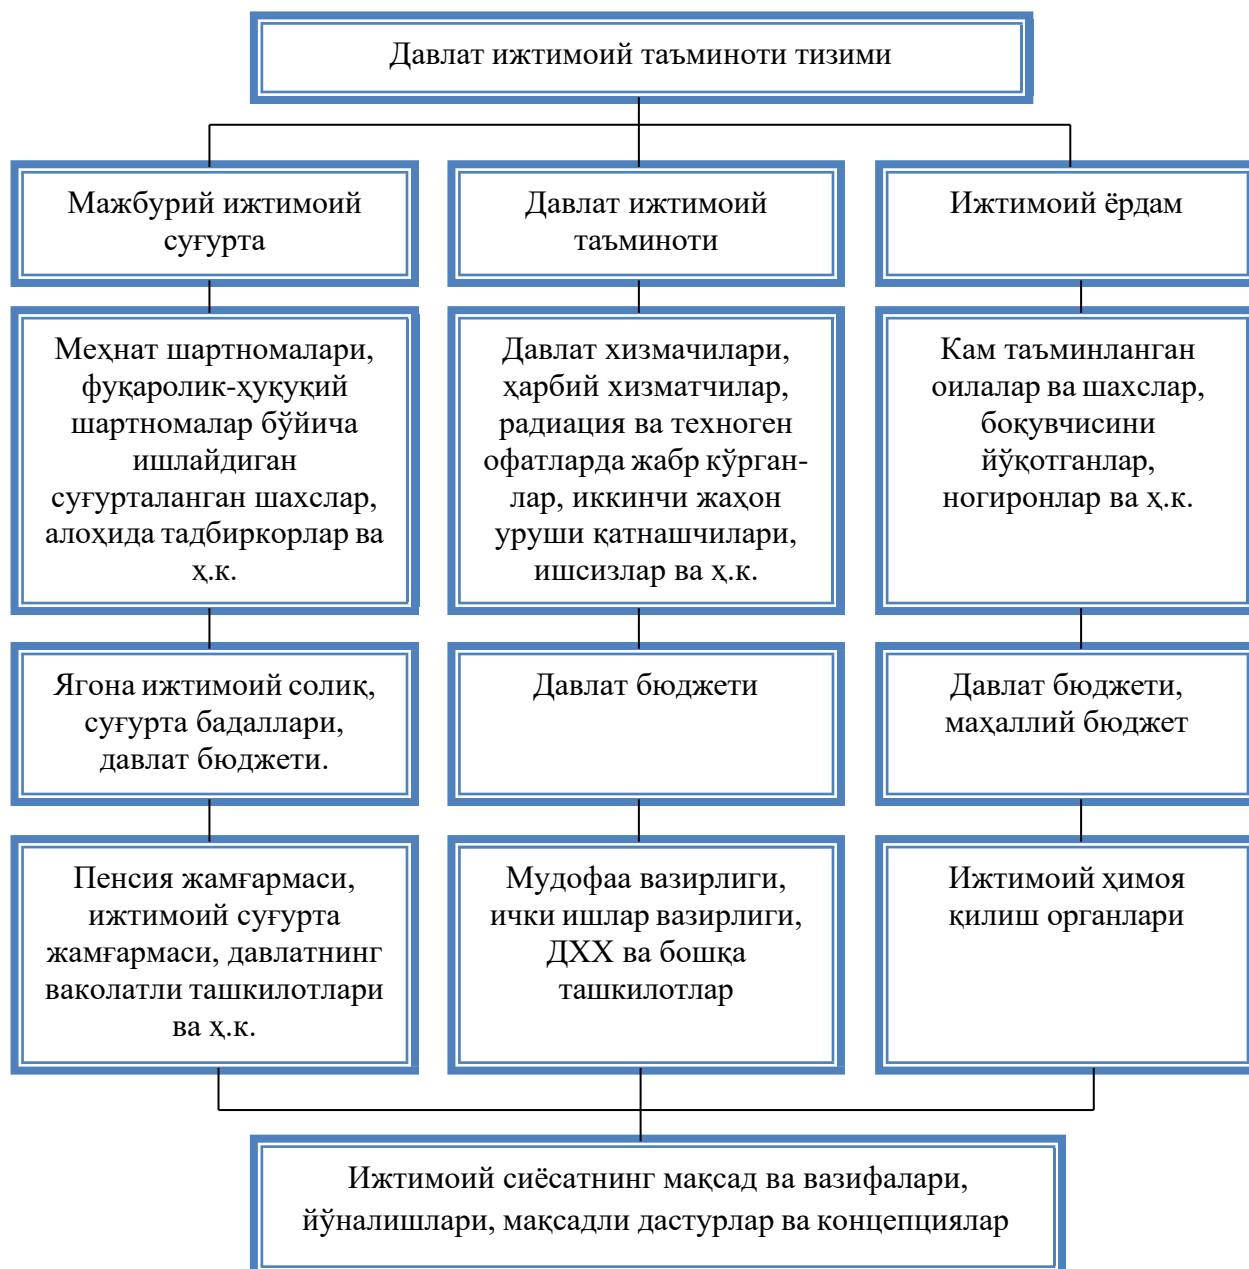 Давлат ижтимоий таъминоти тизими
Мажбурий ижтимоий
суғурта
Давлат ижтимоий
таъминоти
Ижтимоий ёрдам
Меҳнат шартномалари,
фуқаролик-ҳуқуқий
шартномалар бўйича
ишлайдиган
суғурталанган шахслар,
алоҳида тадбиркорлар ва
ҳ.к.
Давлат хизмачилари,
ҳарбий хизматчилар,
радиация ва техноген
офатларда жабр кўрган-
лар, иккинчи жаҳон
уруши қатнашчилари,
ишсизлар ва ҳ.к.
Кам таъминланган
оилалар ва шахслар,
боқувчисини
йўқотганлар,
ногиронлар ва ҳ.к.
Ягона ижтимоий солиқ,
суғурта бадаллари,
давлат бюджети.
Давлат бюджети
Давлат бюджети,
маҳаллий бюджет
Пенсия жамғармаси,
ижтимоий суғурта
жамғармаси, давлатнинг
ваколатли ташкилотлари
ва ҳ.к.
Мудофаа вазирлиги,
ички ишлар вазирлиги,
ДХХ ва бошқа
ташкилотлар
Ижтимоий ҳимоя
қилиш органлари
Ижтимоий сиёсатнинг мақсад ва вазифалари,
йўналишлари, мақсадли дастурлар ва концепциялар